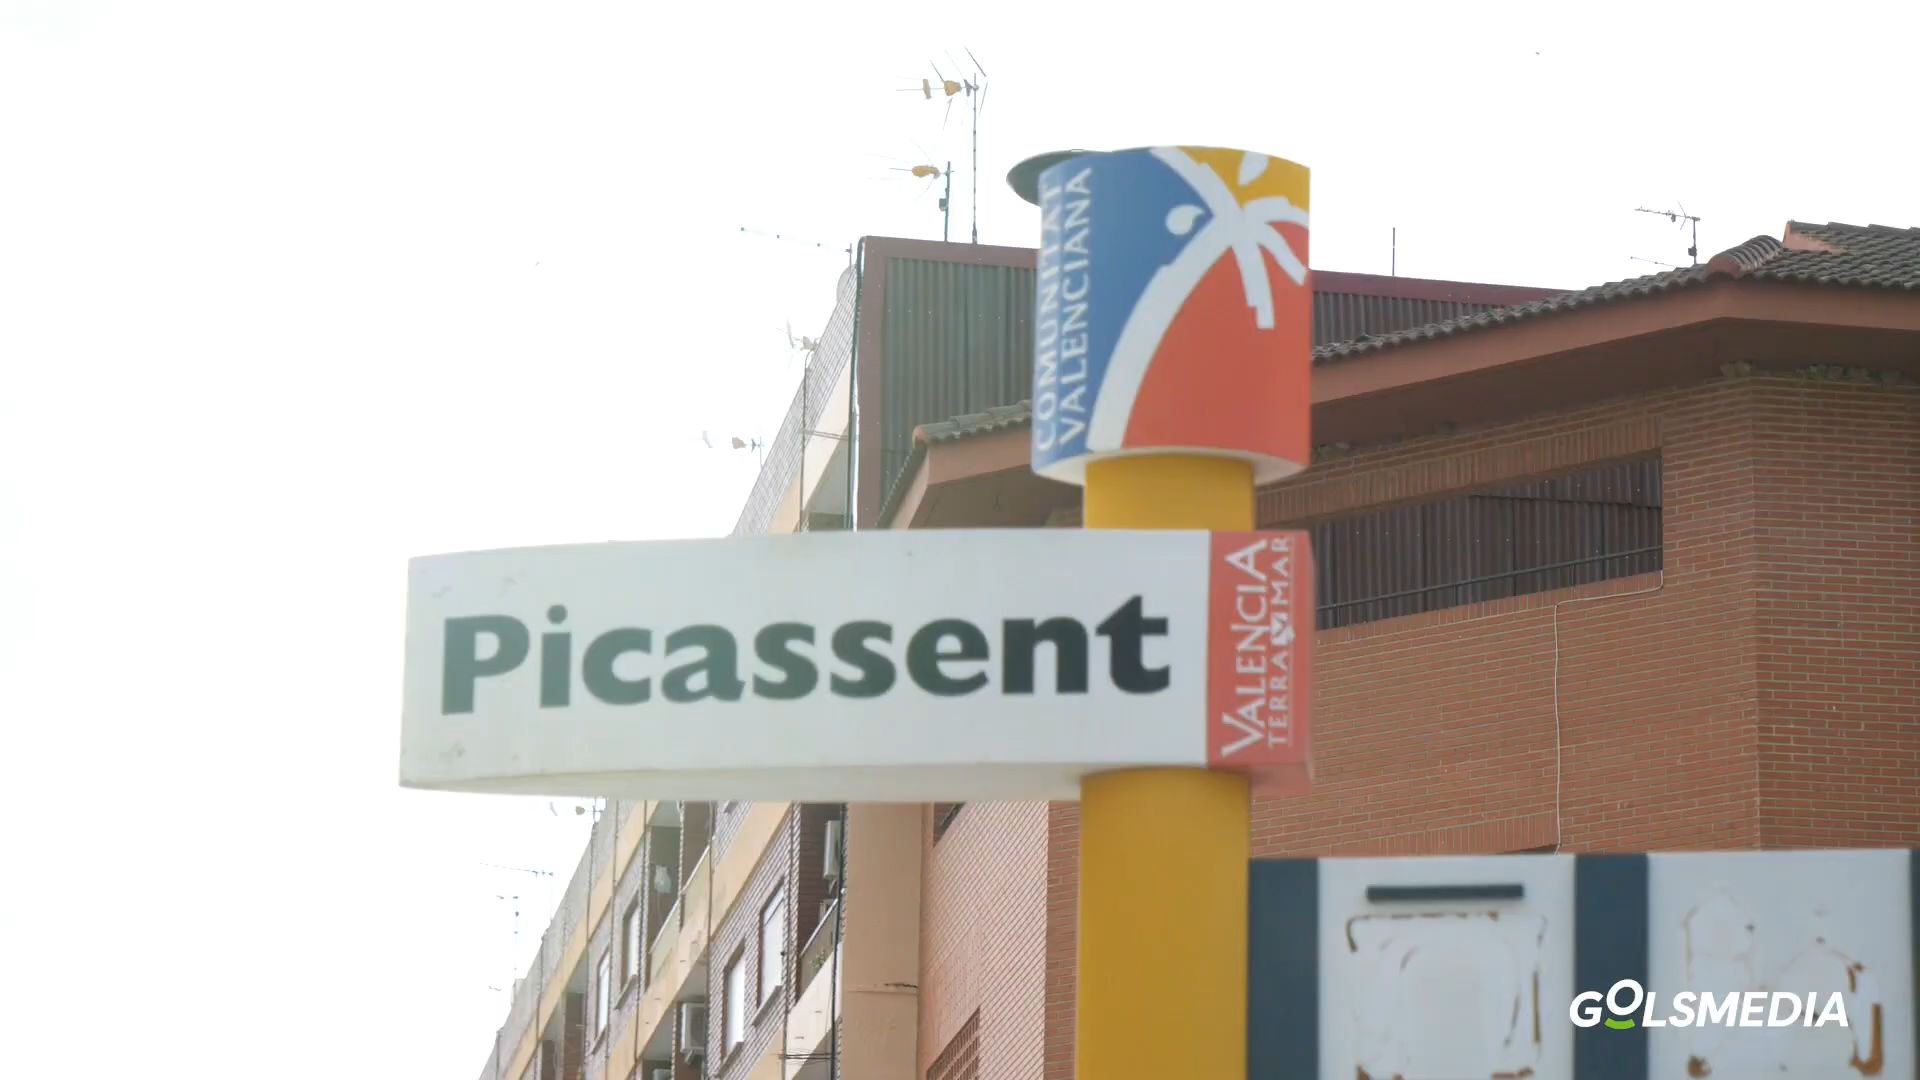 COMUNITAT
VALENCIANA
Picassent
VALENCIA
TERRA I MAR
GOLSMEDIA